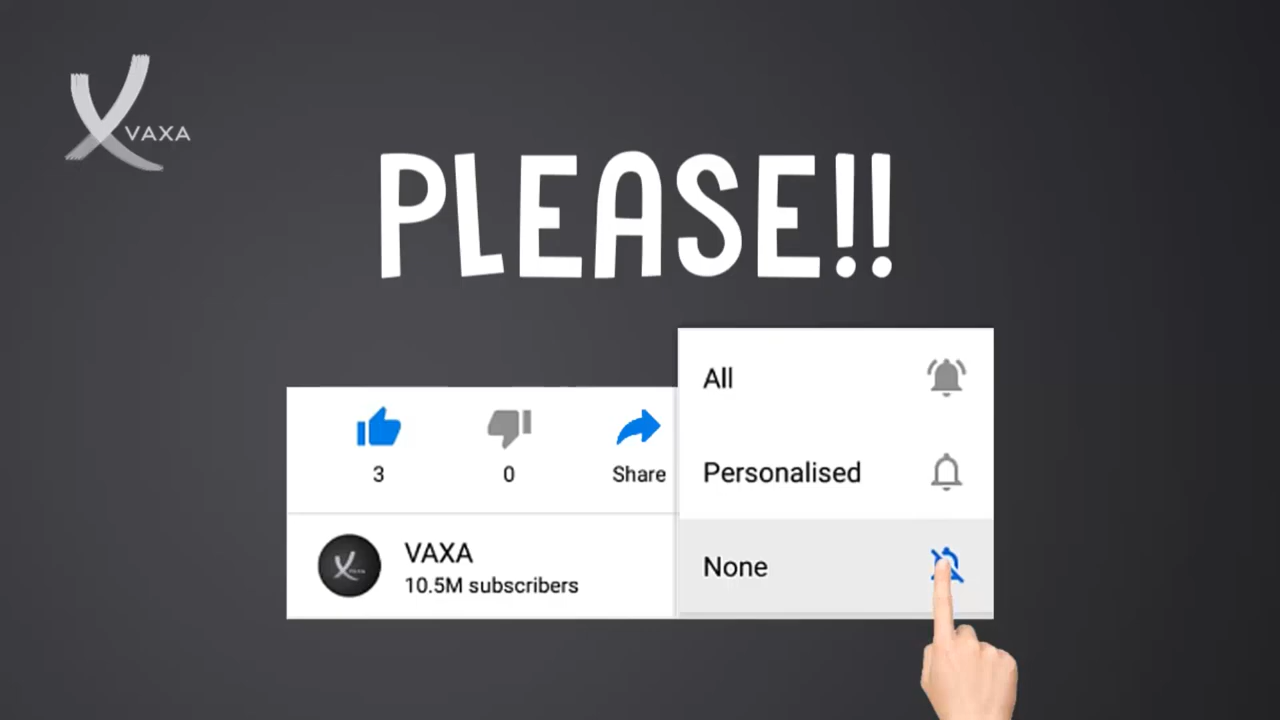 VAXA
PLEASE!!
All
Personalised
None
3
0
Share
VAXA
10.5M subscribers